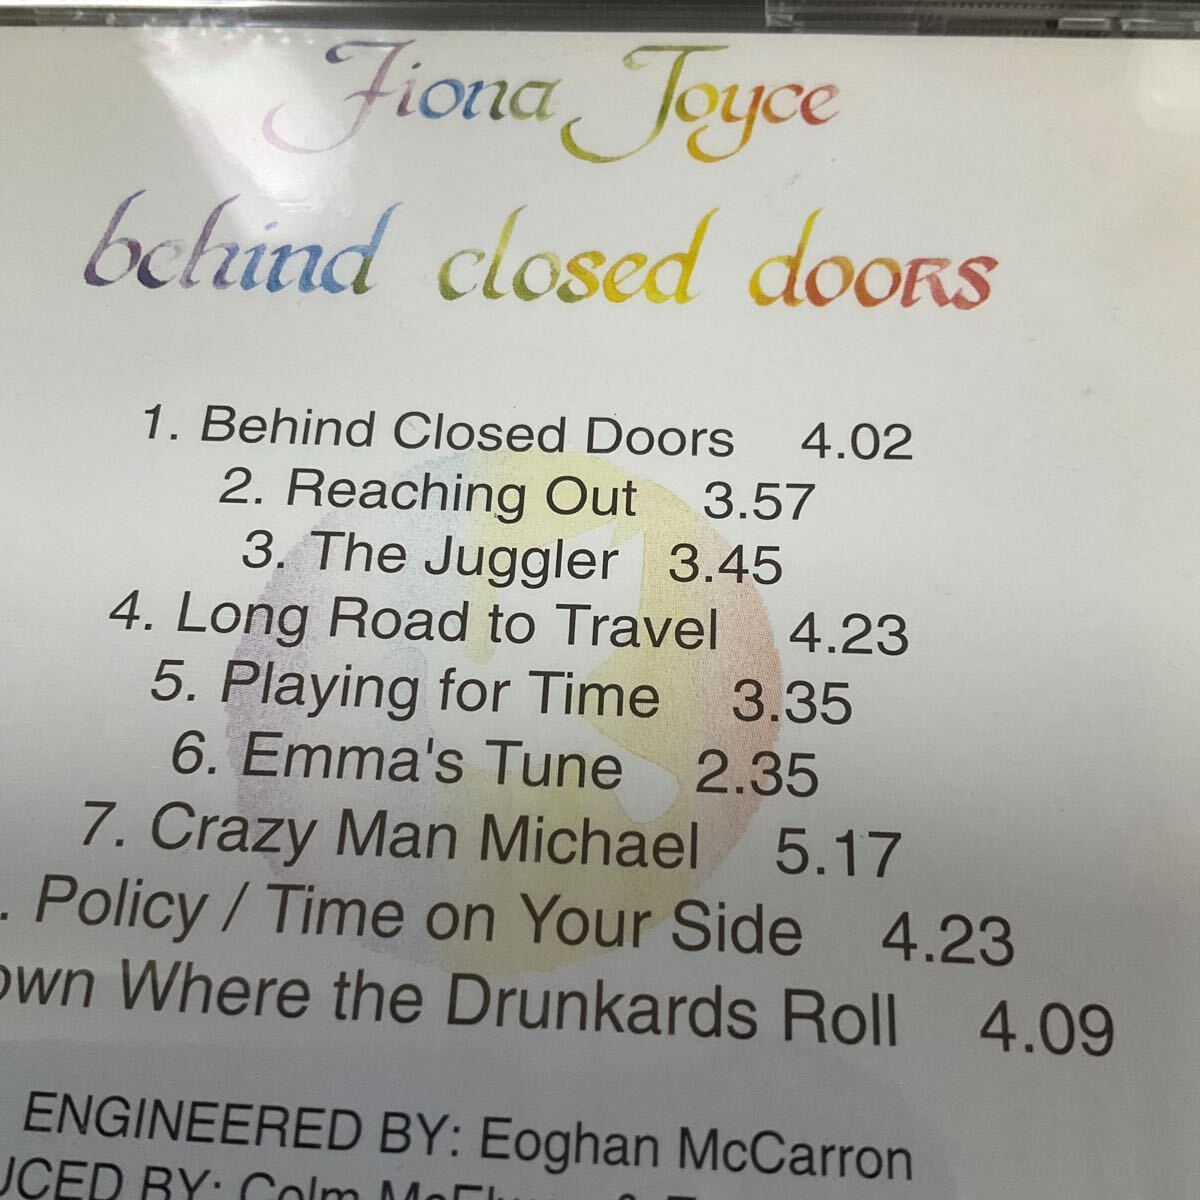 Fiona Joyce
behind closed doors
1. Behind Closed Doors 4.02
2. Reaching Out 3.57
3. The Juggler 3.45
4. Long Road to Travel 4.23
5. Playing for Time 3.35
6. Emma's Tune 2.35
7. Crazy Man Michael 5.17
. Policy / Time on Your Side 4.23
own Where the Drunkards Roll 4.09
ENGINEERED BY: Eoghan McCarron
UCED BY: Colm &